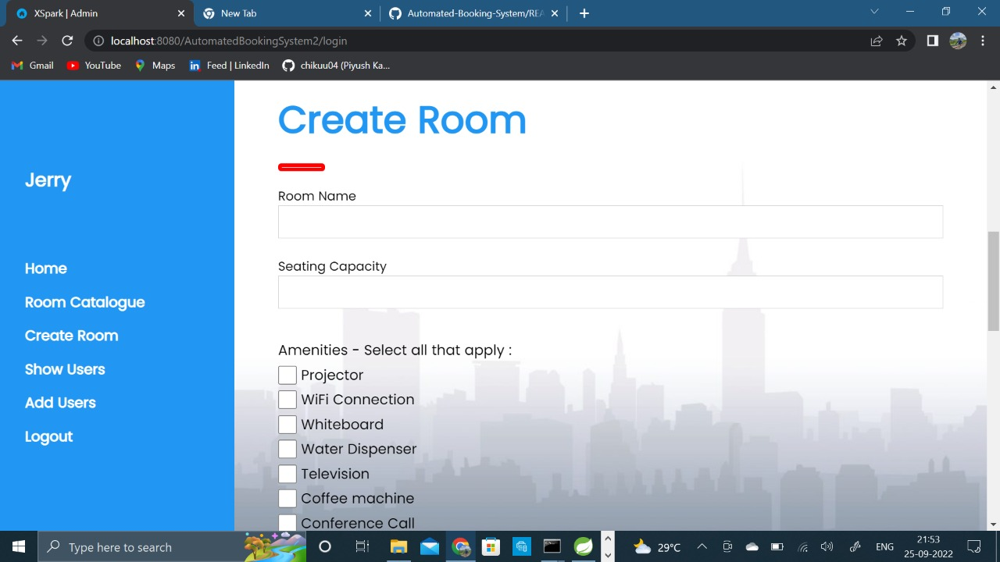 XSpark | Admin
New Tab
Automated-Booking-System/REA
localhost:8080/AutomatedBookingSystem2/login
Gmail
YouTube
Maps
Feed | LinkedIn
chikuu04 (Piyush Ka...
Jerry
Home
Room Catalogue
Create Room
Show Users
Add Users
Logout
Create Room
Room Name
Seating Capacity
Amenities - Select all that apply :
Projector
WiFi Connection
Whiteboard
Water Dispenser
Television
Coffee machine
Conference Call
Type here to search
29°C
ENG
21:53
25-09-2022